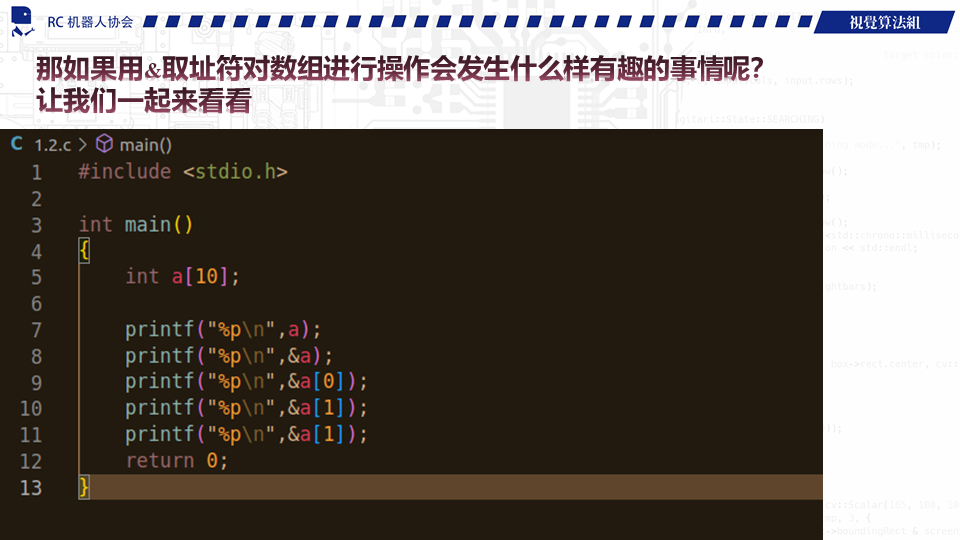 RC 机器人协会
視覺算法組
那如果用&取址符对数组进行操作会发生什么样有趣的事情呢?
让我们一起来看看
C 1.2.c > main()
1 #include <stdio.h>
2
3 int main()
4 {
5 int a[10];
6
7 printf("%p\n",a);
8 printf("%p\n",&a);
9 printf("%p\n",&a[0]);
10 printf("%p\n",&a[1]);
11 printf("%p\n",&a[1]);
12 return 0;
13 }